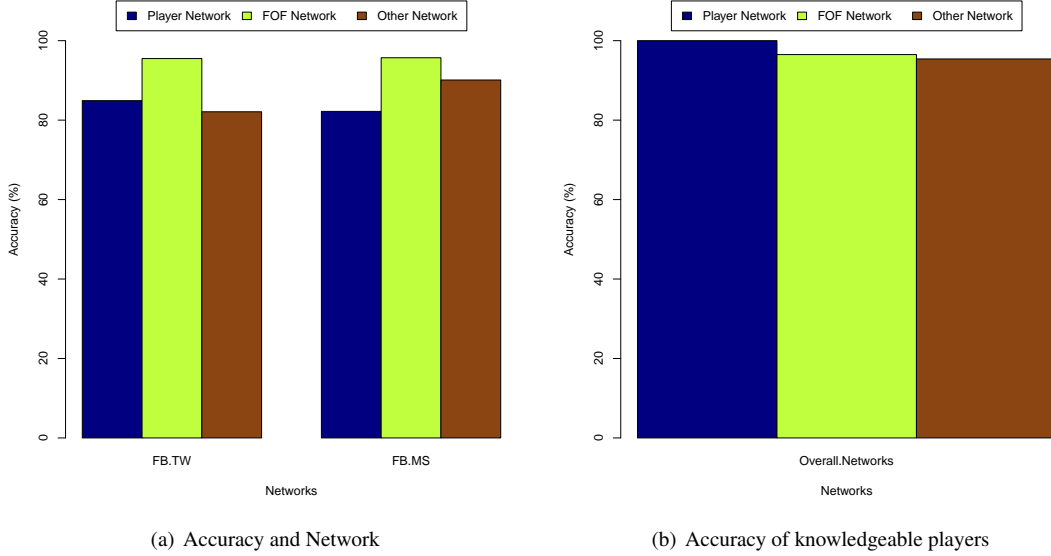 Player Network FOF Network Other Network
100
80
60
40
20
0
Accuracy (%)
FB.TW FB.MS
Networks
(a) Accuracy and Network
Player Network FOF Network Other Network
100
80
60
40
20
0
Accuracy (%)
Overall.Networks
Networks
(b) Accuracy of knowledgeable players